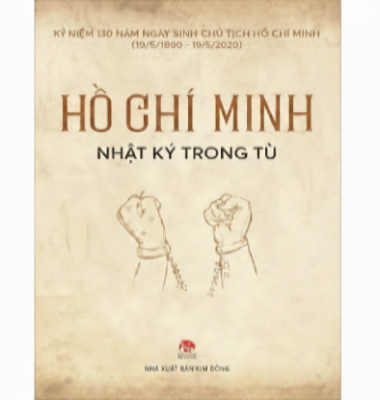 KỶ NIỆM 130 NĂM NGÀY SINH CHỦ TỊCH HỒ CHÍ MINH
(19/5/1890 - 19/5/2020)
HỒ CHÍ MINH
NHẬT KÝ TRONG TÙ
NHÀ XUẤT BẢN KIM ĐỒNG